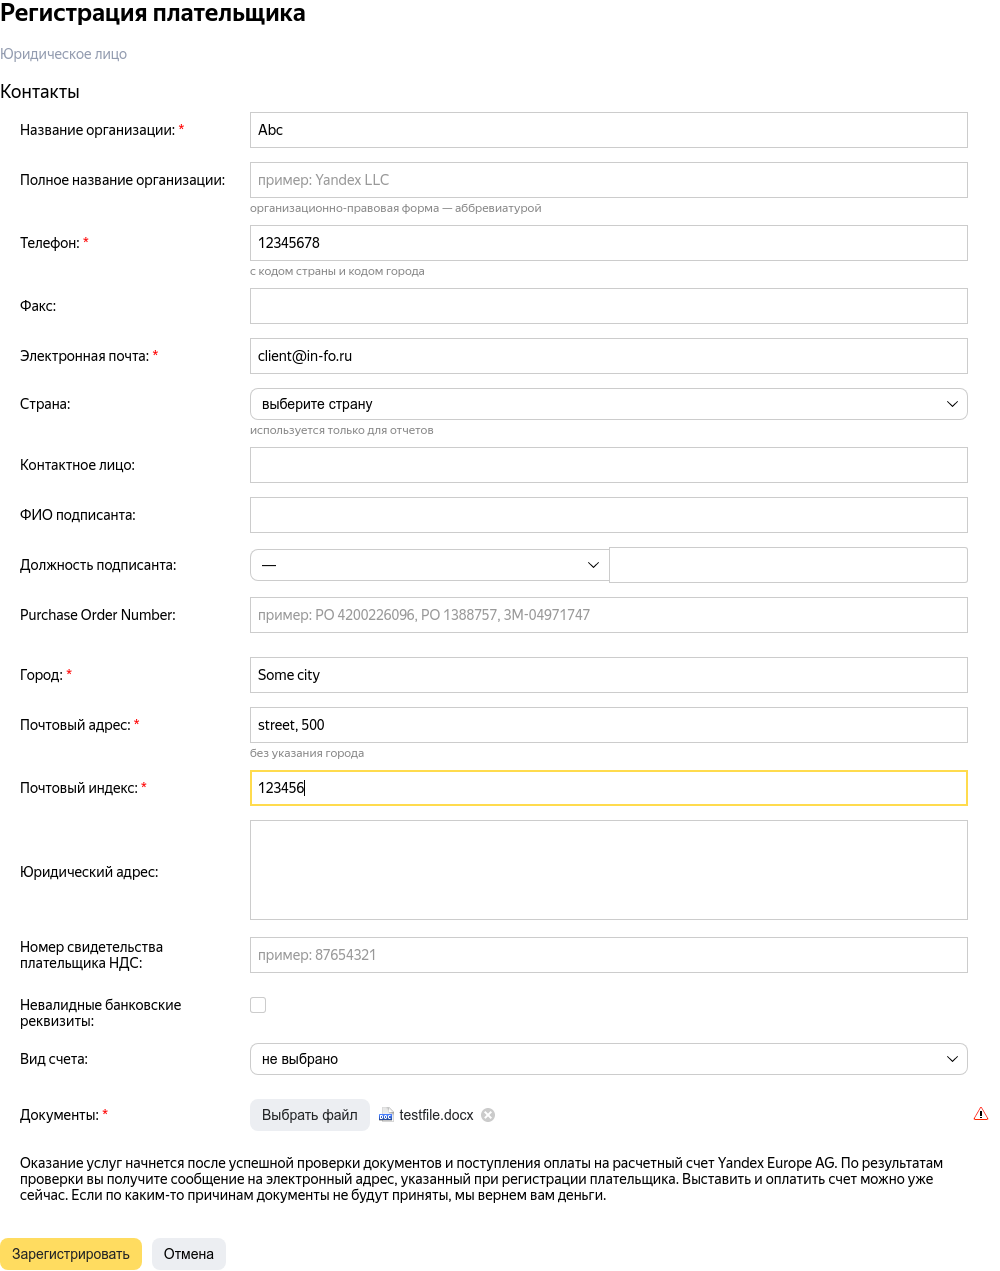 Регистрация плательщика
Юридическое лицо
Контакты
Название организации: *
Abc
Полное название организации:
пример: Yandex LLC
организационно-правовая форма — аббревиатурой
Телефон: *
12345678
с кодом страны и кодом города
Факс:
Электронная почта: *
client@in-fo.ru
Страна:
выберите страну
используется только для отчетов
Контактное лицо:
ФИО подписанта:
Должность подписанта:
—
Purchase Order Number:
пример: PO 4200226096, PO 1388757, 3M-04971747
Город: *
Some city
Почтовый адрес: *
street, 500
без указания города
Почтовый индекс: *
123456
Юридический адрес:
Номер свидетельства
плательщика НДС:
пример: 87654321
Невалидные банковские
реквизиты:
Вид счета:
не выбрано
Документы: *
Выбрать файл
DOC
testfile.docx
Оказание услуг начнется после успешной проверки документов и поступления оплаты на расчетный счет Yandex Europe AG. По результатам
проверки вы получите сообщение на электронный адрес, указанный при регистрации плательщика. Выставить и оплатить счет можно уже
сейчас. Если по каким-то причинам документы не будут приняты, мы вернем вам деньги.
Зарегистрировать
Отмена